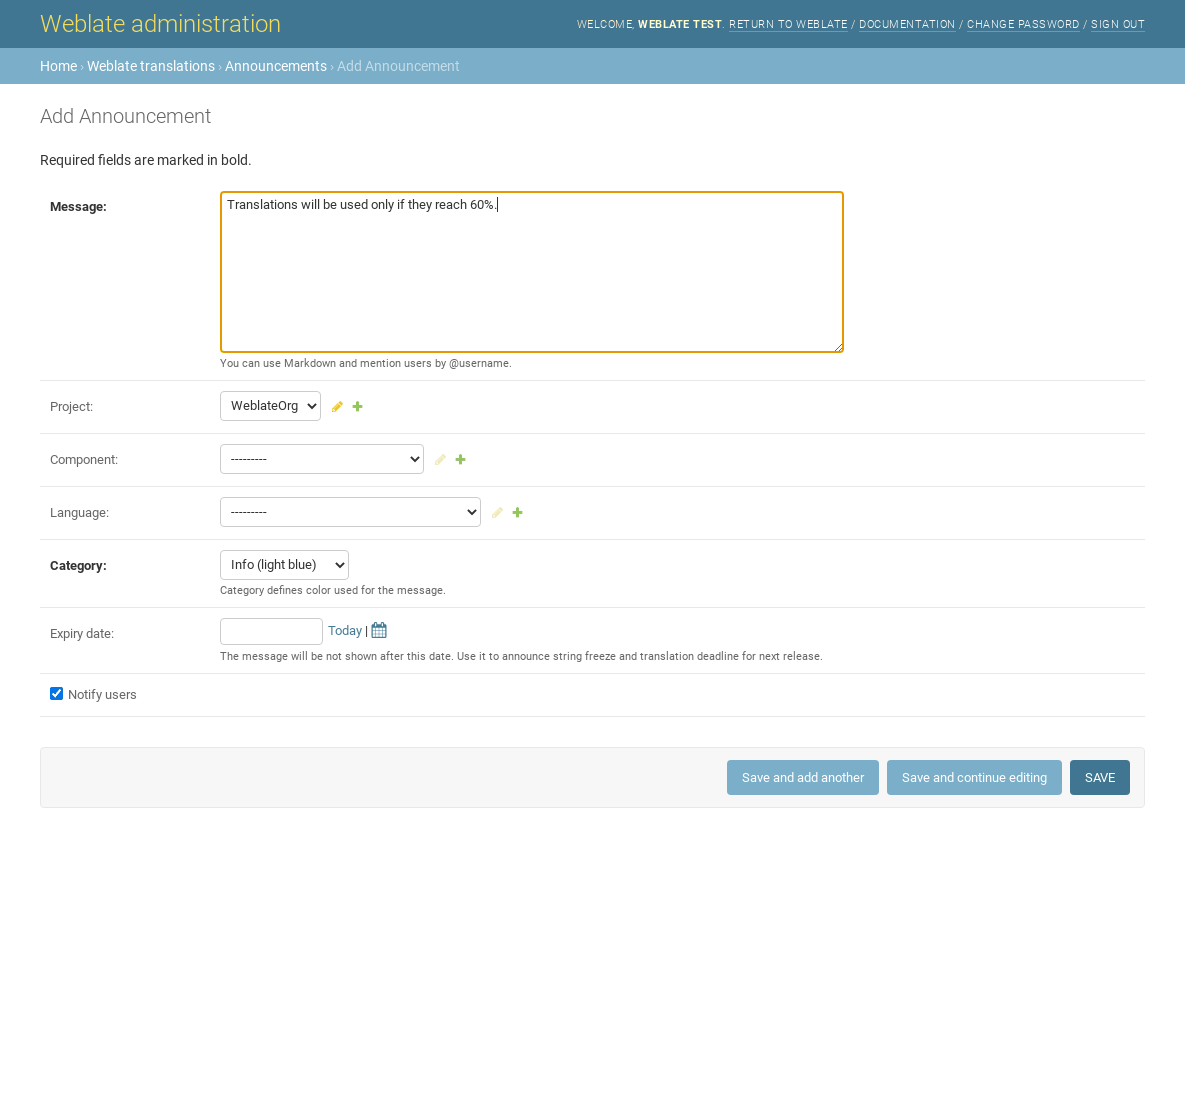 Weblate administration
WELCOME, WEBLATE TEST. RETURN TO WEBLATE / DOCUMENTATION / CHANGE PASSWORD / SIGN OUT
Home › Weblate translations › Announcements › Add Announcement
Add Announcement
Required fields are marked in bold.
Message:
Translations will be used only if they reach 60%.
You can use Markdown and mention users by @username.
Project:
WeblateOrg
Component:
---------
Language:
---------
Category:
Info (light blue)
Category defines color used for the message.
Expiry date:
Today |
The message will be not shown after this date. Use it to announce string freeze and translation deadline for next release.
Notify users
Save and add another
Save and continue editing
SAVE